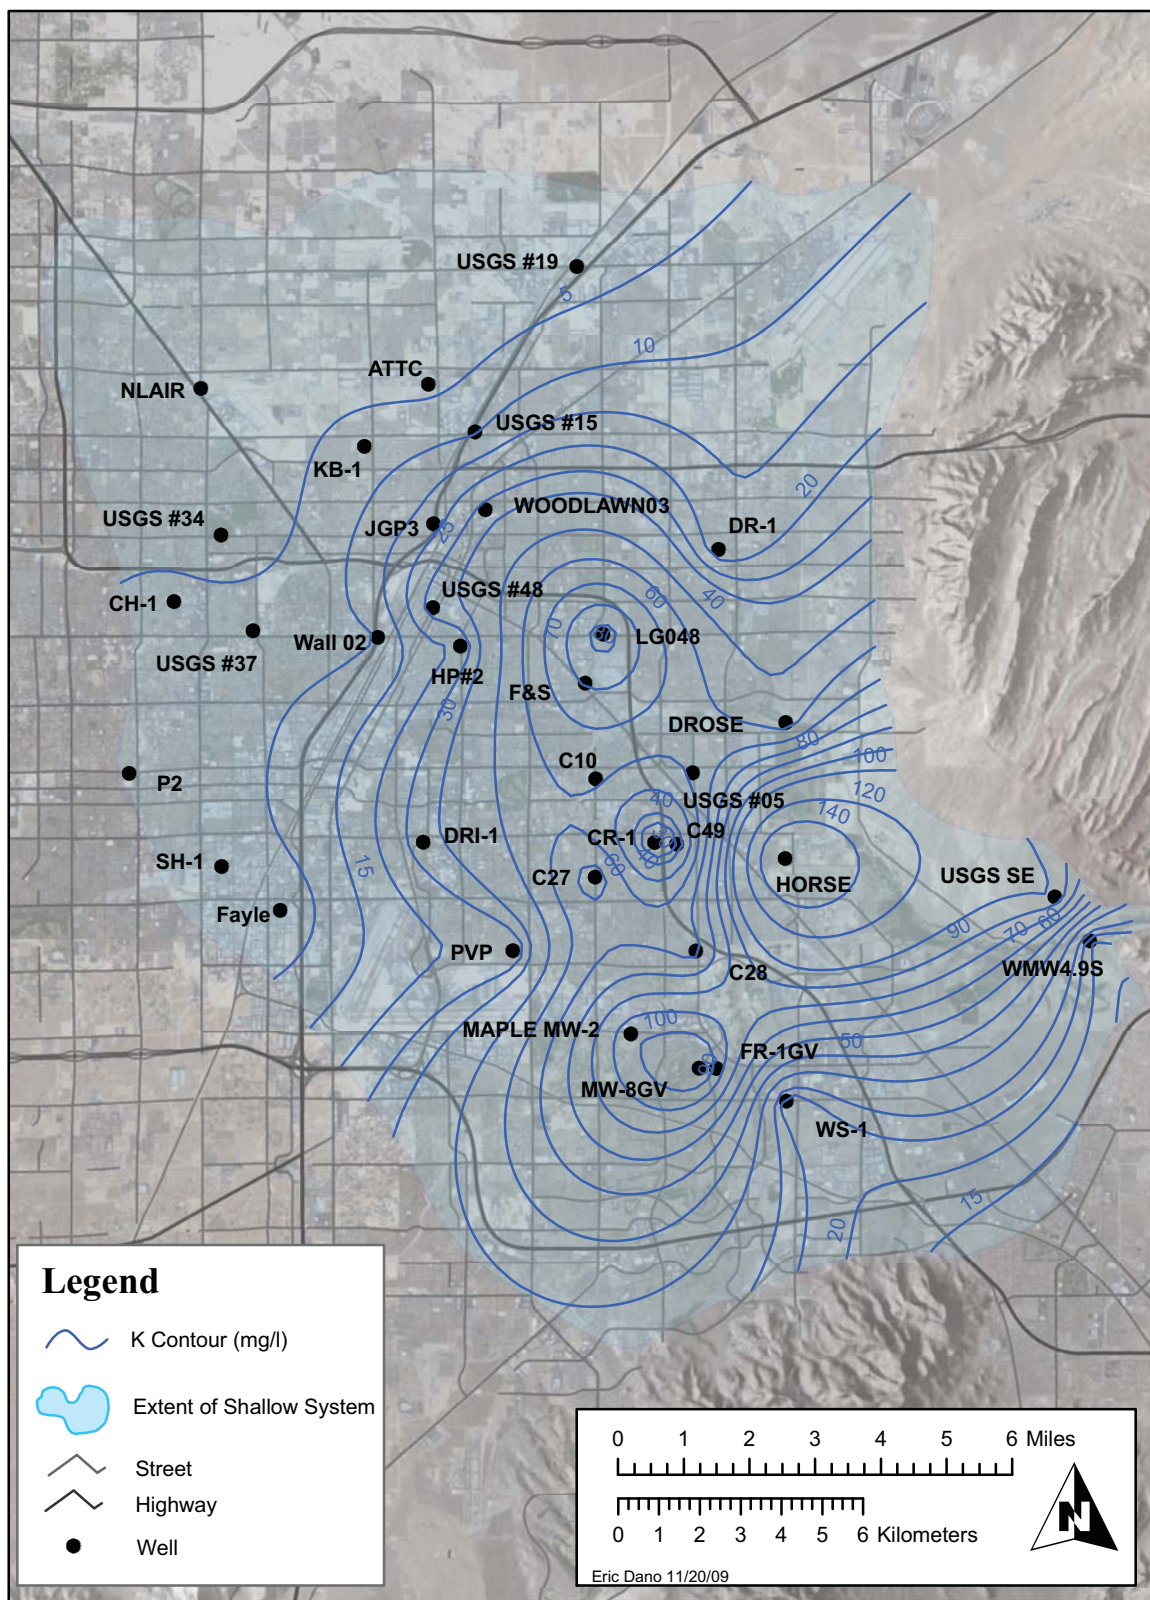 USGS #19
5
10
ATTC
NLAIR
USGS #15
KB-1
20
WOODLAWN03
USGS #34
JGP3
25
DR-1
USGS #48
60
40
CH-1
70
80
LG048
Wall 02
USGS #37
HP#2
F&S
30
DROSE
80
100
C10
P2
120
40
USGS #05
140
DRI-1
CR-1
C49
30
40
60
SH-1
15
C27
HORSE
USGS SE
Fayle
90
70
60
PVP
C28
WMW4.9S
100
MAPLE MW-2
50
FR-1GV
MW-8GV
WS-1
15
20
Legend
K Contour (mg/l)
Extent of Shallow System
Street
Highway
Well
0 1 2 3 4 5 6 Miles
0 1 2 3 4 5 6 Kilometers
N
Eric Dano 11/20/09